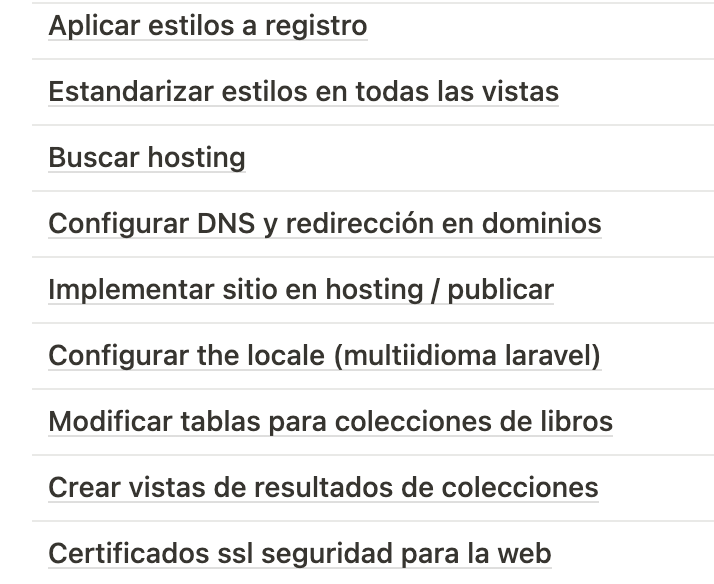 Aplicar estilos a registro
Estandarizar estilos en todas las vistas
Buscar hosting
Configurar DNS y redirección en dominios
Implementar sitio en hosting / publicar
Configurar the locale (multiidioma laravel)
Modificar tablas para colecciones de libros
Crear vistas de resultados de colecciones
Certificados ssl seguridad para la web